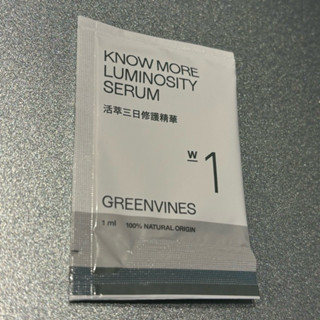 KNOW MORE
LUMINOSITY
SERUM
活萃三日修護精華
W 1
GREENVINES
1 ml 100% NATURAL ORIGIN